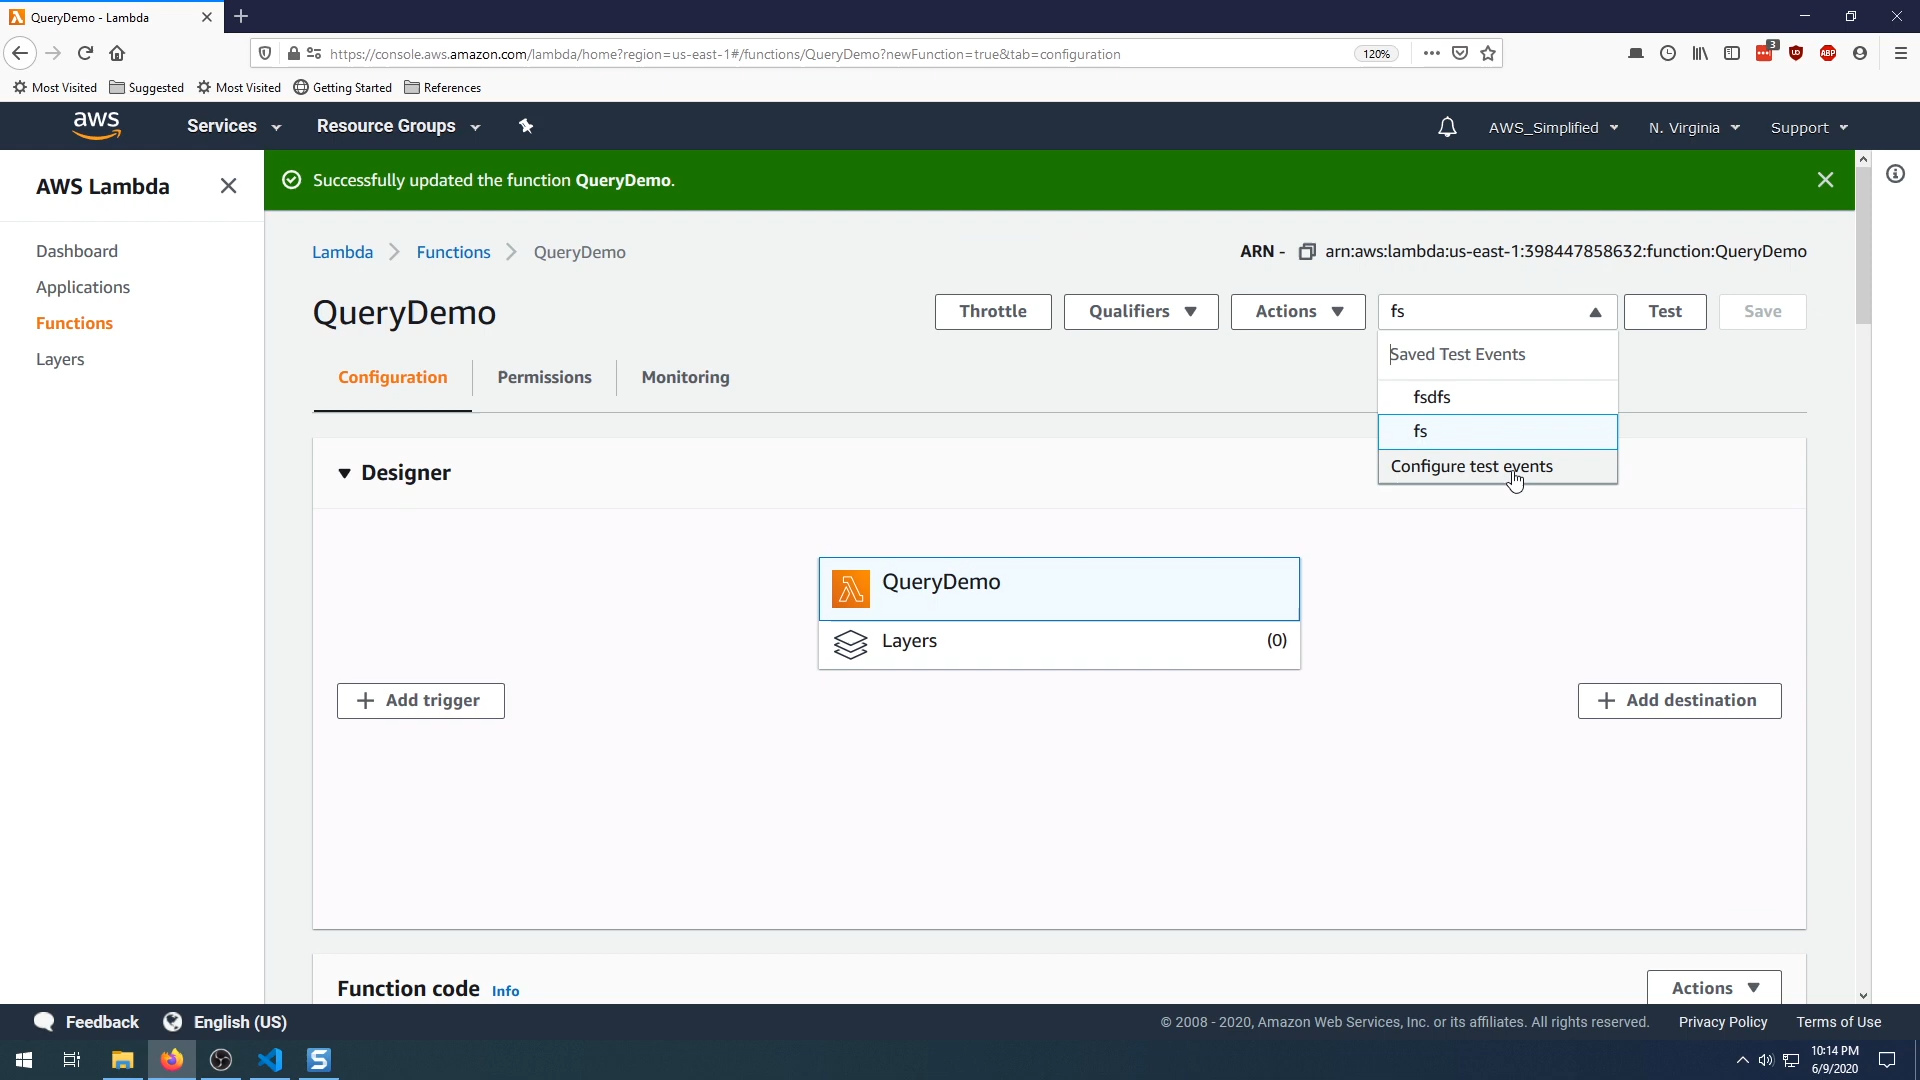 QueryDemo - Lambda
https://console.aws.amazon.com/lambda/home?region=us-east-1#/functions/QueryDemo?newFunction=true&tab=configuration
120%
3
UO
ABP
Most Visited
Suggested
Most Visited
Getting Started
References
aws
Services
Resource Groups
AWS_Simplified
N. Virginia
Support
AWS Lambda
Successfully updated the function QueryDemo.
Dashboard
Applications
Functions
Layers
Lambda
Functions
QueryDemo
ARN - arn:aws:lambda:us-east-1:398447858632:function:QueryDemo
QueryDemo
Throttle
Qualifiers
Actions
fs
Test
Save
Saved Test Events
fsdfs
fs
Configure test events
Configuration
Permissions
Monitoring
Designer
QueryDemo
Layers
(0)
Add trigger
Add destination
Function code
Info
Actions
Feedback
English (US)
© 2008 - 2020, Amazon Web Services, Inc. or its affiliates. All rights reserved.
Privacy Policy
Terms of Use
S
10:14 PM
6/9/2020